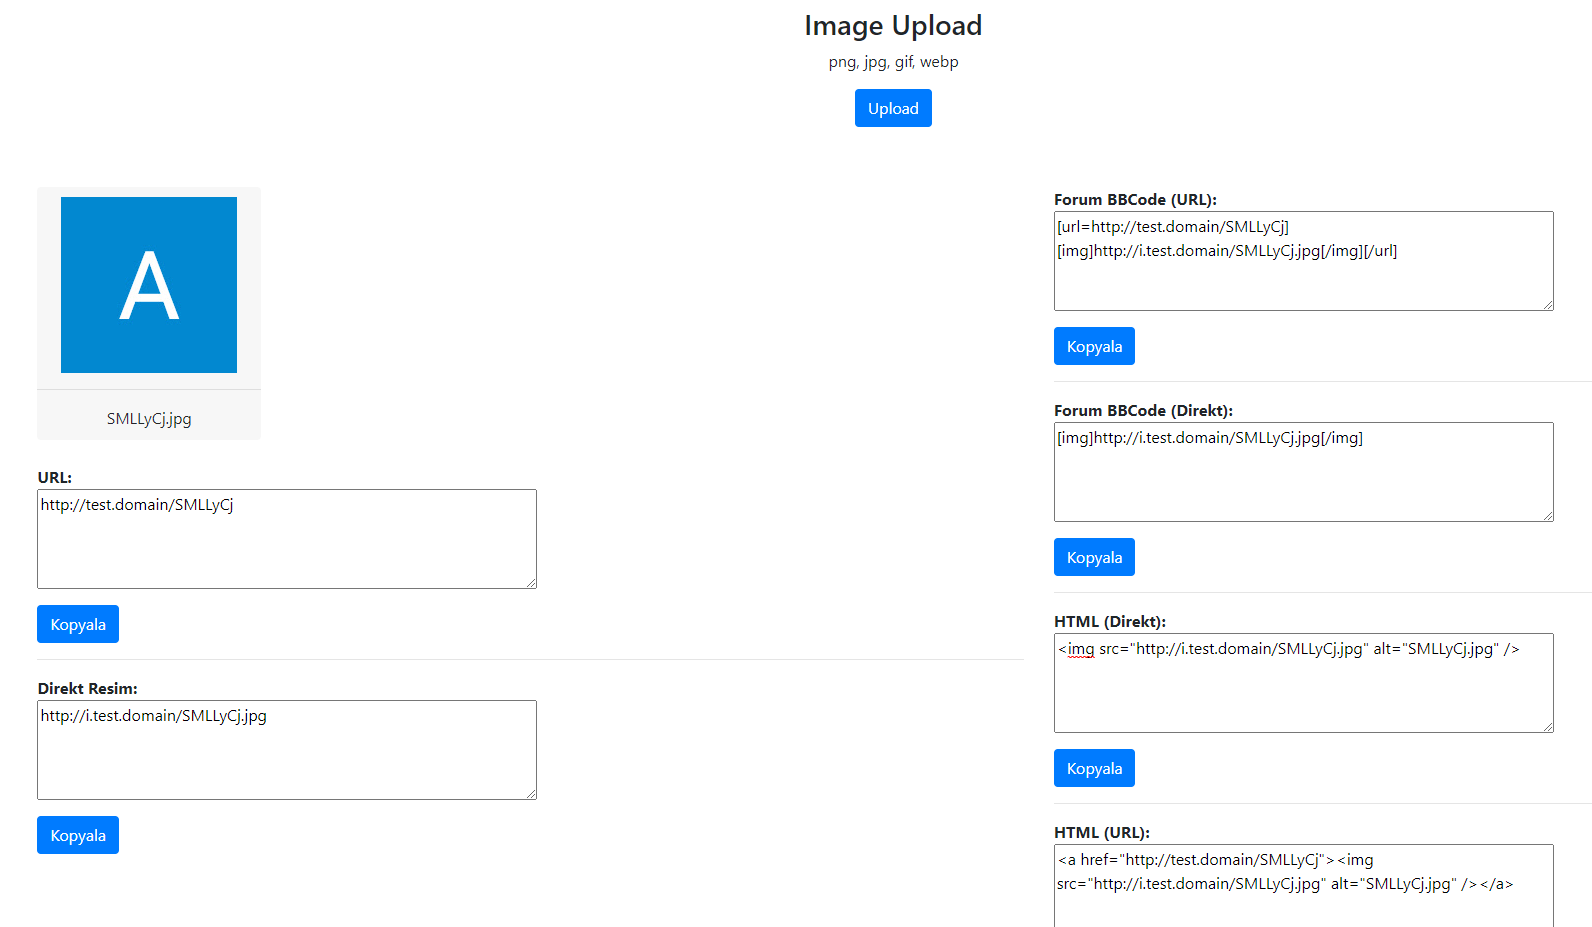 Image Upload
png, jpg, gif, webp
Upload
A
SMLLyCj.jpg
URL:
http://test.domain/SMLLyCj
Kopyala
Direkt Resim:
http://i.test.domain/SMLLyCj.jpg
Kopyala
Forum BBCode (URL):
[url=http://test.domain/SMLLyCj]
[img]http://i.test.domain/SMLLyCj.jpg[/img][/url]
Kopyala
Forum BBCode (Direkt):
[img]http://i.test.domain/SMLLyCj.jpg[/img]
Kopyala
HTML (Direkt):
<img src="http://i.test.domain/SMLLyCj.jpg" alt="SMLLyCj.jpg" />
Kopyala
HTML (URL):
<a href="http://test.domain/SMLLyCj"><img
src="http://i.test.domain/SMLLyCj.jpg" alt="SMLLyCj.jpg" /></a>